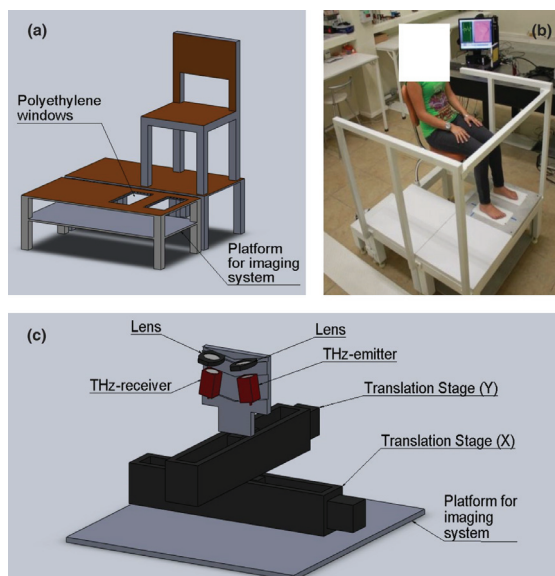 (a)
Polyethylene
windows
Platform
for imaging
system
(b)
(c)
Lens
Lens
THz-emitter
THz-receiver
Translation Stage (Y)
Translation Stage (X)
Platform for
imaging
system